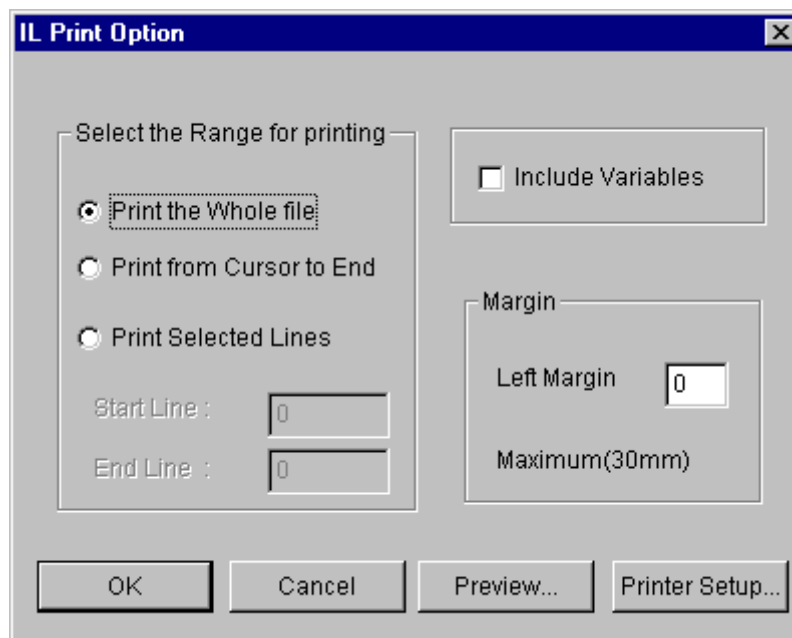 IL Print Option
Select the Range for printing
Print the Whole file
Print from Cursor to End
Print Selected Lines
Start Line : 0
End Line : 0
Include Variables
Margin
Left Margin 0
Maximum(30mm)
OK Cancel Preview... Printer Setup...